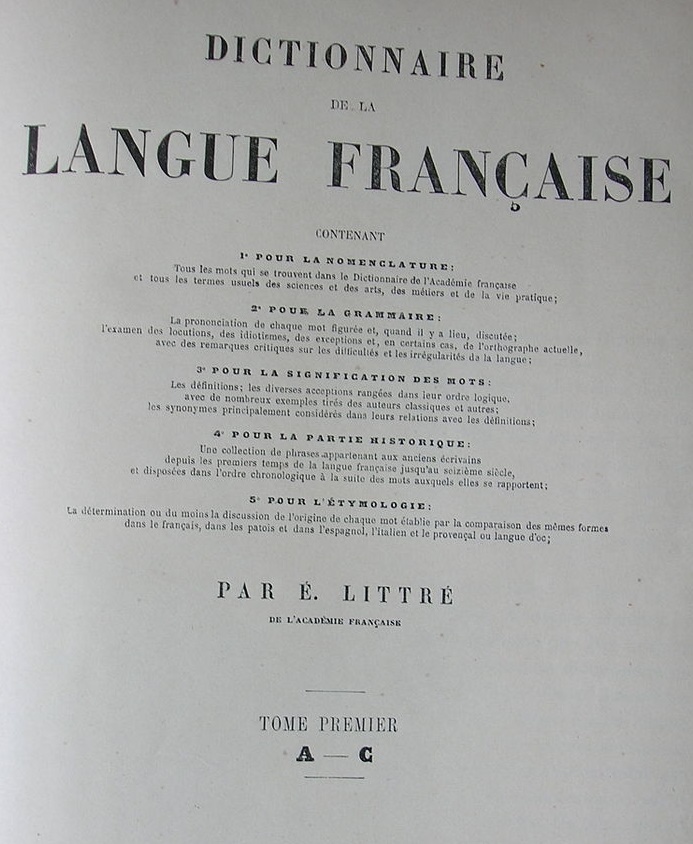 DICTIONNAIRE
DE LA
LANGUE FRANÇAISE
CONTENANT
1° POUR LA NOMENCLATURE:
Tous les mots qui se trouvent dans le Dictionnaire de l'Académie française
et tous les termes usuels des sciences et des arts, des métiers et de la vie pratique;
2° POUR LA GRAMMAIRE:
La prononciation de chaque mot figurée et, quand il y a lieu, discutée;
l'examen des locutions, des idiotismes, des exceptions et, en certains cas, de l'orthographe actuelle,
avec des remarques critiques sur les difficultés et les irrégularités de la langue;
3° POUR LA SIGNIFICATION DES MOTS:
Les définitions; les diverses acceptions rangées dans leur ordre logique,
avec de nombreux exemples tirés des auteurs classiques et autres;
les synonymes principalement considérés dans leurs relations avec les définitions;
4° POUR LA PARTIE HISTORIQUE:
Une collection de phrases appartenant aux anciens écrivains
depuis les premiers temps de la langue française jusqu'au seizième siècle,
et disposées dans l'ordre chronologique à la suite des mots auxquels elles se rapportent;
5° POUR L'ÉTYMOLOGIE:
La détermination ou du moins la discussion de l'origine de chaque mot établie par la comparaison des mêmes formes
dans le français, dans les patois et dans l'espagnol, l'italien et le provençal ou langue d'oc;
PAR É. LITTRÉ
DE L'ACADÉMIE FRANÇAISE
TOME PREMIER
A — C